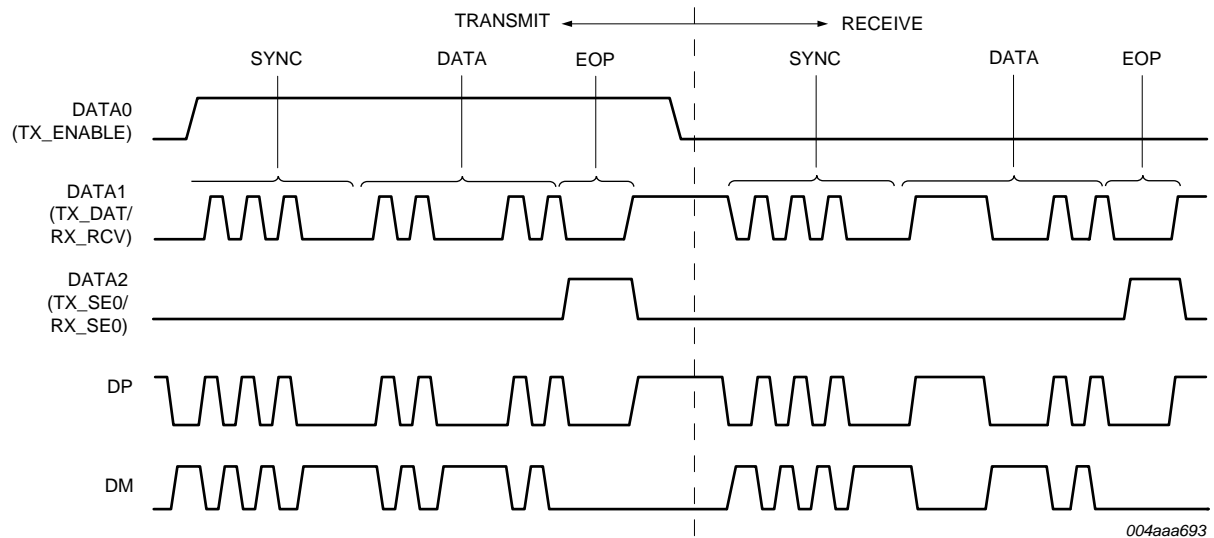 TRANSMIT
RECEIVE
SYNC
DATA
EOP
SYNC
DATA
EOP
DATA0
(TX_ENABLE)
DATA1
(TX_DAT/
RX_RCV)
DATA2
(TX_SE0/
RX_SE0)
DP
DM
004aaa693